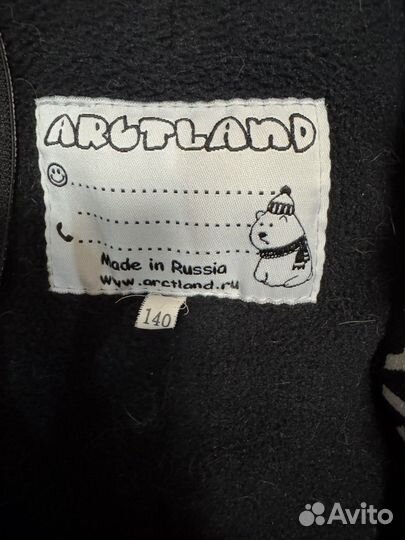 ARCTLAND
Made in Russia
www.arctland.ru
140
Avito